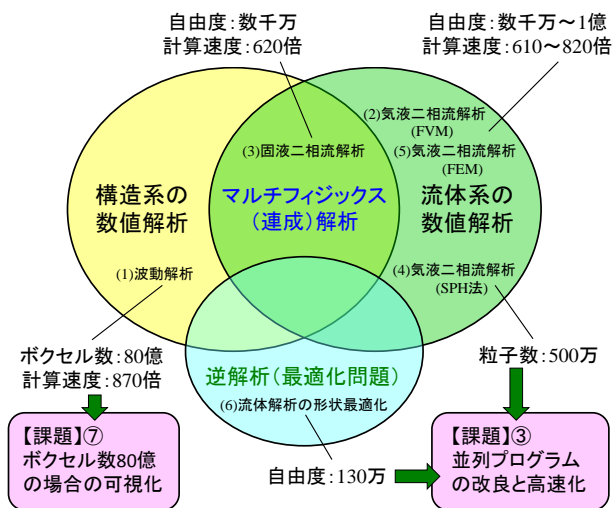 自由度:数千万
計算速度:620倍
自由度:数千万~1億
計算速度:610~820倍
(2)気液二相流解析
(FVM)
(3)固液二相流解析
(5)気液二相流解析
(FEM)
構造系の
数値解析
マルチフィジックス
(連成)解析
流体系の
数値解析
(1)波動解析
(4)気液二相流解析
(SPH法)
ボクセル数:80億
計算速度:870倍
逆解析(最適化問題)
(6)流体解析の形状最適化
粒子数:500万
【課題】⑦
ボクセル数80億
の場合の可視化
自由度:130万
【課題】③
並列プログラム
の改良と高速化